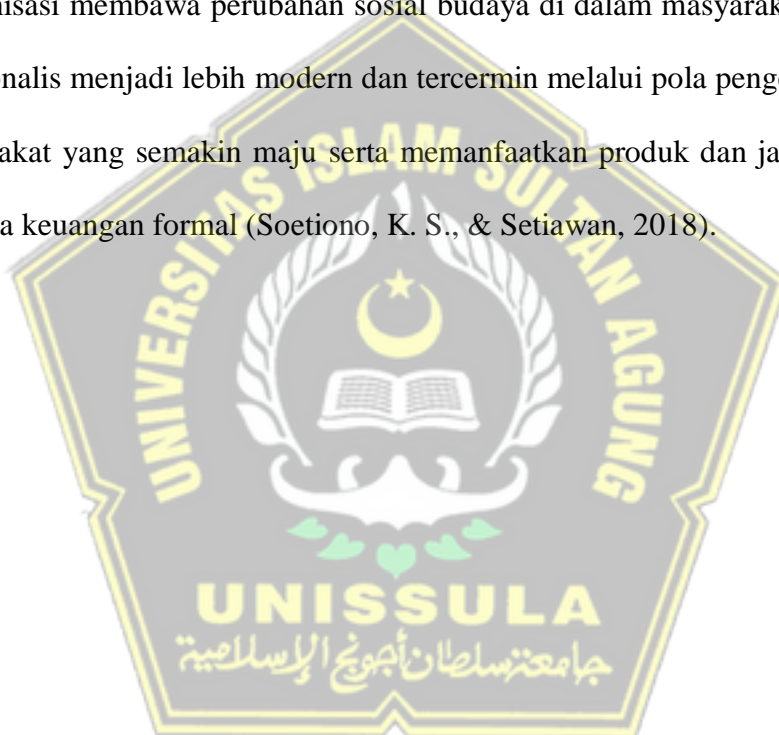 nisasi membawa perubahan sosial budaya di dalam masyarak
onalis menjadi lebih modern dan tercermin melalui pola peng
akat yang semakin maju serta memanfaatkan produk dan ja
a keuangan formal (Soetiono, K. S., & Setiawan, 2018).
UNIVERSITAS ISLAM SULTAN AGUNG
UNISSULA
جامعة سلطان أجونج الإسلامية